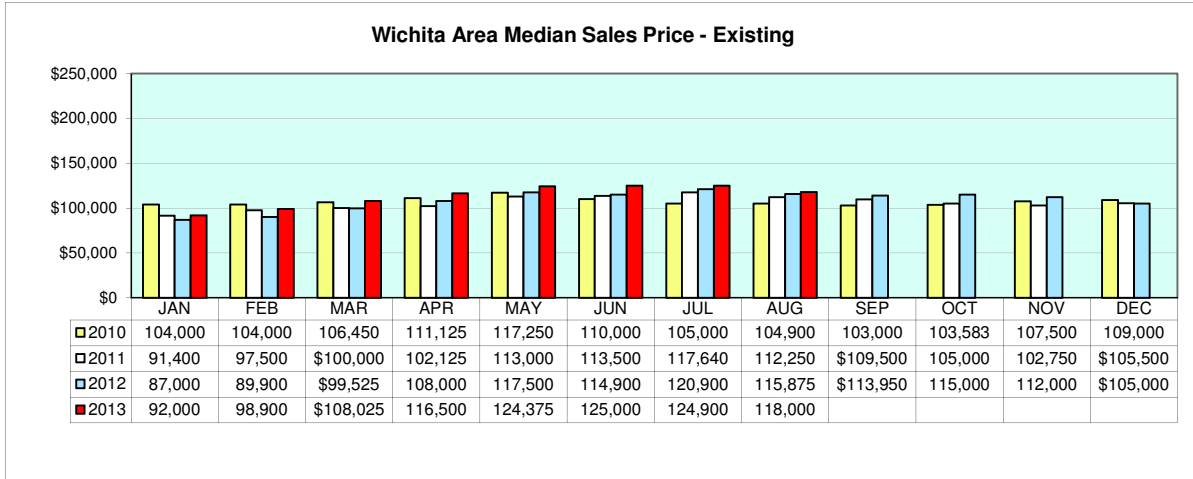 Wichita Area Median Sales Price - Existing
$250,000
$200,000
$150,000
$100,000
$50,000
$0
JAN FEB MAR APR MAY JUN JUL AUG SEP OCT NOV DEC
2010 104,000 104,000 106,450 111,125 117,250 110,000 105,000 104,900 103,000 103,583 107,500 109,000
2011 91,400 97,500 $100,000 102,125 113,000 113,500 117,640 112,250 $109,500 105,000 102,750 $105,500
2012 87,000 89,900 $99,525 108,000 117,500 114,900 120,900 115,875 $113,950 115,000 112,000 $105,000
2013 92,000 98,900 $108,025 116,500 124,375 125,000 124,900 118,000